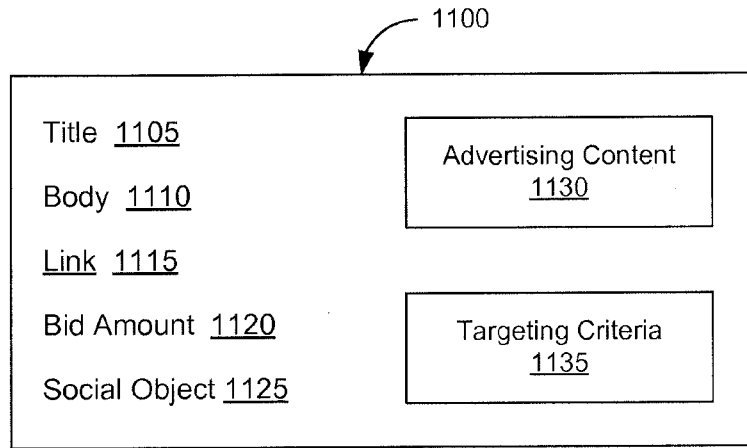 1100
Title 1105
Body 1110
Link 1115
Bid Amount 1120
Social Object 1125
Advertising Content
1130
Targeting Criteria
1135